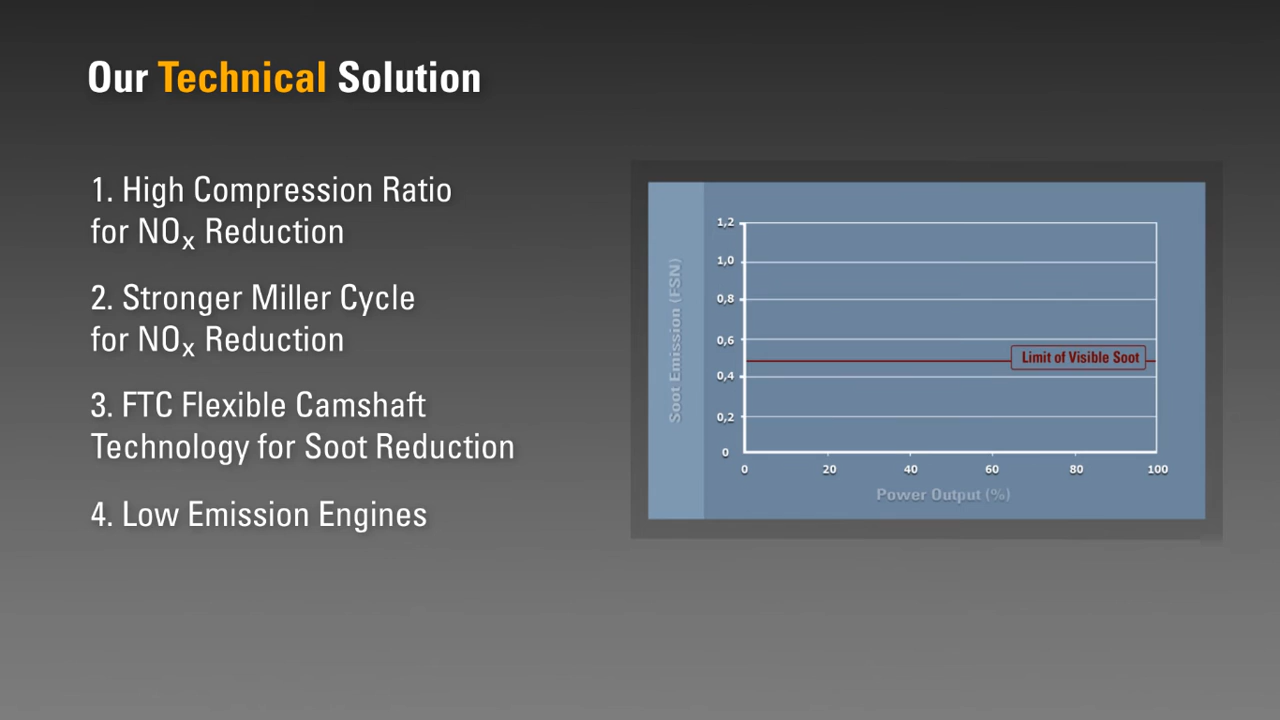 Our Technical Solution
1. High Compression Ratio
for NOx Reduction
2. Stronger Miller Cycle
for NOx Reduction
3. FTC Flexible Camshaft
Technology for Soot Reduction
4. Low Emission Engines
Soot Emission (FSN)
1,2
1,0
0,8
0,6
0,4
0,2
0
Limit of Visible Soot
0 20 40 60 80 100
Power Output (%)